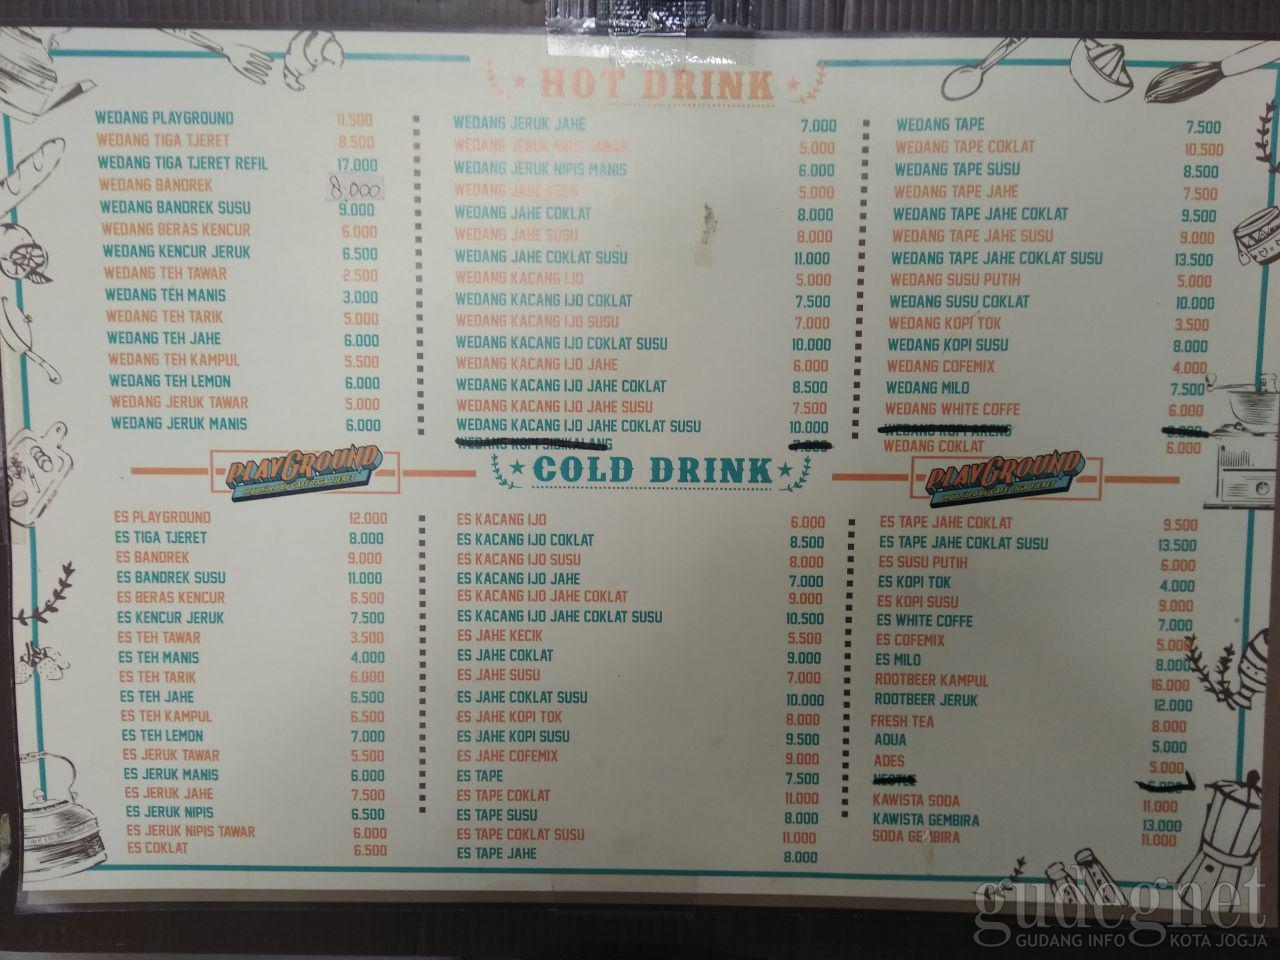 HOT DRINK
WEDANG PLAYGROUND 11.500
WEDANG TIGA TJERET 8.500
WEDANG TIGA TJERET REFIL 17.000
WEDANG BANDREK 8.000
WEDANG BANDREK SUSU 9.000
WEDANG BERAS KENCUR 6.000
WEDANG KENCUR JERUK 6.500
WEDANG TEH TAWAR 2.500
WEDANG TEH MANIS 3.000
WEDANG TEH TARIK 5.000
WEDANG TEH JAHE 6.000
WEDANG TEH KAMPUL 5.500
WEDANG TEH LEMON 6.000
WEDANG JERUK TAWAR 5.000
WEDANG JERUK MANIS 6.000
WEDANG JERUK JAHE 7.000
WEDANG JERUK NIPIS TAWAR 5.000
WEDANG JERUK NIPIS MANIS 6.000
WEDANG JAHE KECIK 5.000
WEDANG JAHE COKLAT 8.000
WEDANG JAHE SUSU 8.000
WEDANG JAHE COKLAT SUSU 11.000
WEDANG KACANG IJO 5.000
WEDANG KACANG IJO COKLAT 7.500
WEDANG KACANG IJO SUSU 7.000
WEDANG KACANG IJO COKLAT SUSU 10.000
WEDANG KACANG IJO JAHE 6.000
WEDANG KACANG IJO JAHE COKLAT 8.500
WEDANG KACANG IJO JAHE SUSU 7.500
WEDANG KACANG IJO JAHE COKLAT SUSU 10.000
WEDANG KOPI SIDIKALANG 7.000
WEDANG TAPE 7.500
WEDANG TAPE COKLAT 10.500
WEDANG TAPE SUSU 8.500
WEDANG TAPE JAHE 7.500
WEDANG TAPE JAHE COKLAT 9.500
WEDANG TAPE JAHE SUSU 9.000
WEDANG TAPE JAHE COKLAT SUSU 13.500
WEDANG SUSU PUTIH 5.000
WEDANG SUSU COKLAT 10.000
WEDANG KOPI TOK 3.500
WEDANG KOPI SUSU 8.000
WEDANG COFEMIX 4.000
WEDANG MILO 7.500
WEDANG WHITE COFFE 6.000
WEDANG KOPI ARENG
WEDANG COKLAT 6.000
PLAYGROUND
organized by CAFE TIGA TJERET
COLD DRINK
PLAYGROUND
organized by CAFE TIGA TJERET
ES PLAYGROUND 12.000
ES TIGA TJERET 8.000
ES BANDREK 9.000
ES BANDREK SUSU 11.000
ES BERAS KENCUR 6.500
ES KENCUR JERUK 7.500
ES TEH TAWAR 3.500
ES TEH MANIS 4.000
ES TEH TARIK 6.000
ES TEH JAHE 6.500
ES TEH KAMPUL 6.500
ES TEH LEMON 7.000
ES JERUK TAWAR 5.500
ES JERUK MANIS 6.000
ES JERUK JAHE 7.500
ES JERUK NIPIS 6.500
ES JERUK NIPIS TAWAR 6.000
ES COKLAT 6.500
ES KACANG IJO 6.000
ES KACANG IJO COKLAT 8.500
ES KACANG IJO SUSU 8.000
ES KACANG IJO JAHE 7.000
ES KACANG IJO JAHE COKLAT 9.000
ES KACANG IJO JAHE COKLAT SUSU 10.500
ES JAHE KECIK 5.500
ES JAHE COKLAT 9.000
ES JAHE SUSU 7.000
ES JAHE COKLAT SUSU 10.000
ES JAHE KOPI TOK 8.000
ES JAHE KOPI SUSU 9.500
ES JAHE COFEMIX 9.000
ES TAPE 7.500
ES TAPE COKLAT 11.000
ES TAPE SUSU 8.000
ES TAPE COKLAT SUSU 11.000
ES TAPE JAHE 8.000
ES TAPE JAHE COKLAT 9.500
ES TAPE JAHE COKLAT SUSU 13.500
ES SUSU PUTIH 6.000
ES KOPI TOK 4.000
ES KOPI SUSU 9.000
ES WHITE COFFE 7.000
ES COFEMIX 5.000
ES MILO 8.000
ROOTBEER KAMPUL 16.000
ROOTBEER JERUK 12.000
FRESH TEA 8.000
AQUA 5.000
ADES 5.000
NESTLE
KAWISTA SODA 11.000
KAWISTA GEMBIRA 13.000
SODA GEMBIRA 11.000
gudegnet
GUDANG INFO KOTA JOGJA